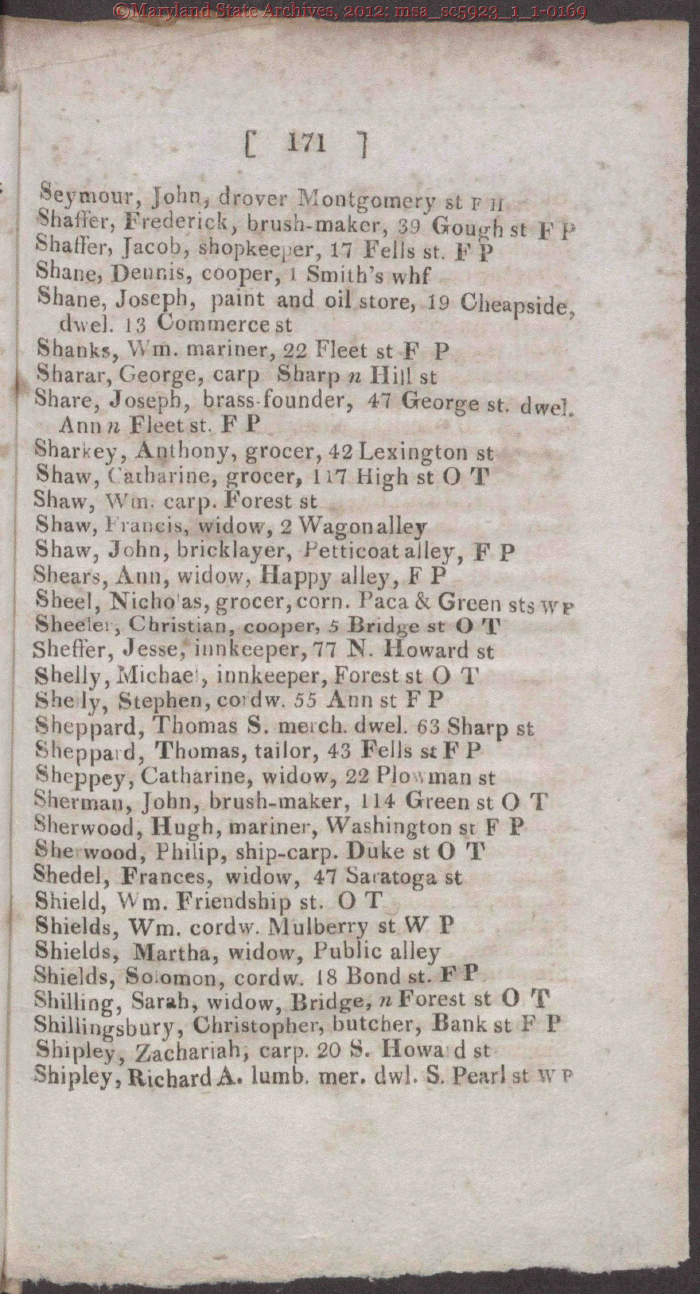 ©Maryland State Archives, 2012: msa_sc5923_1_1-0169
[ 171 ]
Seymour, John, drover Montgomery st F H
Shaffer, Frederick, brush-maker, 39 Gough st F P
Shaffer, Jacob, shopkeeper, 17 Fells st. F P
Shane, Dennis, cooper, 1 Smith's whf
Shane, Joseph, paint and oil store, 19 Cheapside,
dwel. 13 Commerce st
Shanks, Wm. mariner, 22 Fleet st F P
Sharar, George, carp Sharp n Hill st
Share, Joseph, brass-founder, 47 George st. dwel.
Ann n Fleet st. F P
Sharkey, Anthony, grocer, 42 Lexington st
Shaw, Catharine, grocer, 117 High st O T
Shaw, Wm. carp. Forest st
Shaw, Francis, widow, 2 Wagon alley
Shaw, John, bricklayer, Petticoat alley, F P
Shears, Ann, widow, Happy alley, F P
Sheel, Nicholas, grocer, corn. Paca & Green sts W P
Sheeler, Christian, cooper, 5 Bridge st O T
Sheffer, Jesse, innkeeper, 77 N. Howard st
Shelly, Michael, innkeeper, Forest st O T
Shelly, Stephen, cordw. 55 Ann st F P
Sheppard, Thomas S. merch. dwel. 63 Sharp st
Sheppard, Thomas, tailor, 43 Fells st F P
Sheppey, Catharine, widow, 22 Plowman st
Sherman, John, brush-maker, 114 Green st O T
Sherwood, Hugh, mariner, Washington st F P
Sherwood, Philip, ship-carp. Duke st O T
Shedel, Frances, widow, 47 Saratoga st
Shield, Wm. Friendship st. O T
Shields, Wm. cordw. Mulberry st W P
Shields, Martha, widow, Public alley
Shields, Solomon, cordw. 18 Bond st. F P
Shilling, Sarah, widow, Bridge, n Forest st O T
Shillingsbury, Christopher, butcher, Bank st F P
Shipley, Zachariah, carp. 20 S. Howard st
Shipley, Richard A. lumb. mer. dwl. S. Pearl st W P